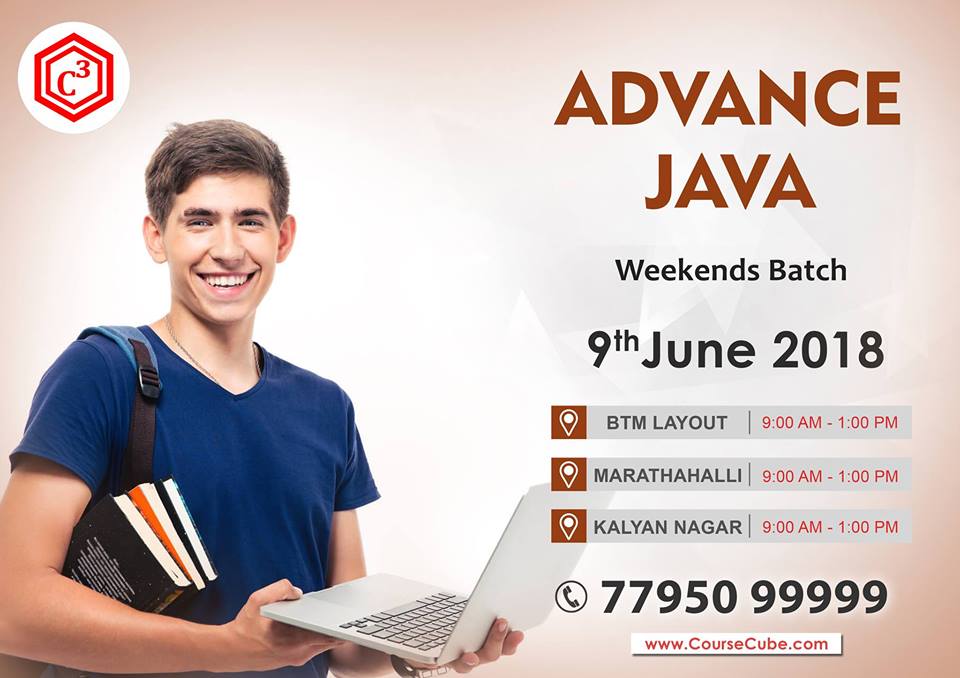 C3
ADVANCE
JAVA
Weekends Batch
9th June 2018
BTM LAYOUT | 9:00 AM - 1:00 PM
MARATHAHALLI | 9:00 AM - 1:00 PM
KALYAN NAGAR | 9:00 AM - 1:00 PM
77950 99999
www.CourseCube.com